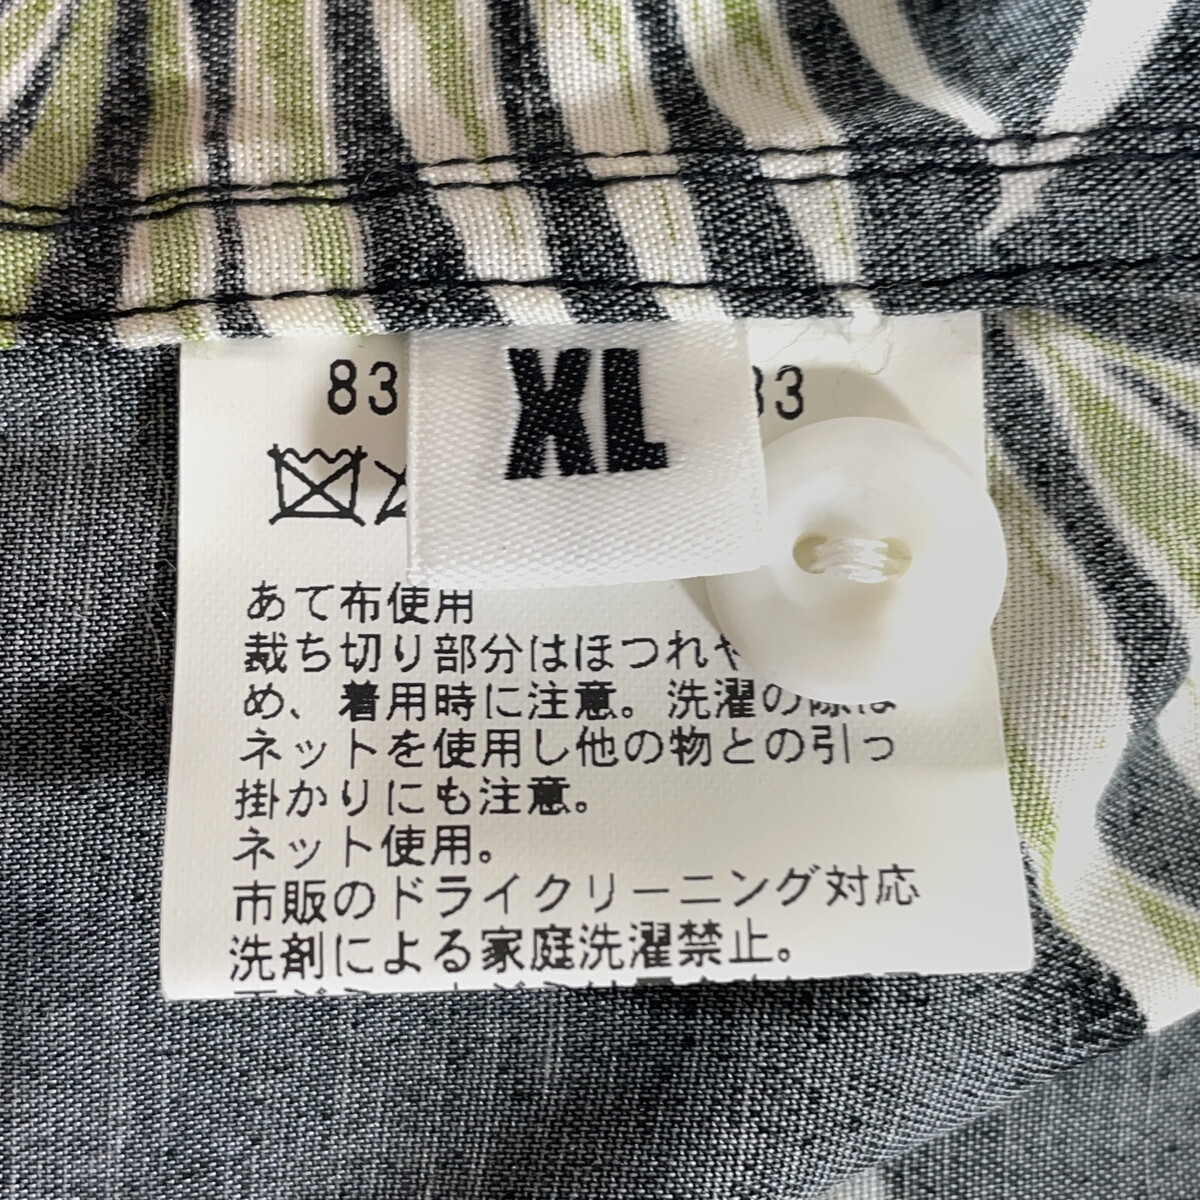 XL
83 33
あて布使用
裁ち切り部分はほつれや
め、着用時に注意。洗濯の際は
ネットを使用し他の物との引っ
掛かりにも注意。
ネット使用。
市販のドライクリーニング対応
洗剤による家庭洗濯禁止。